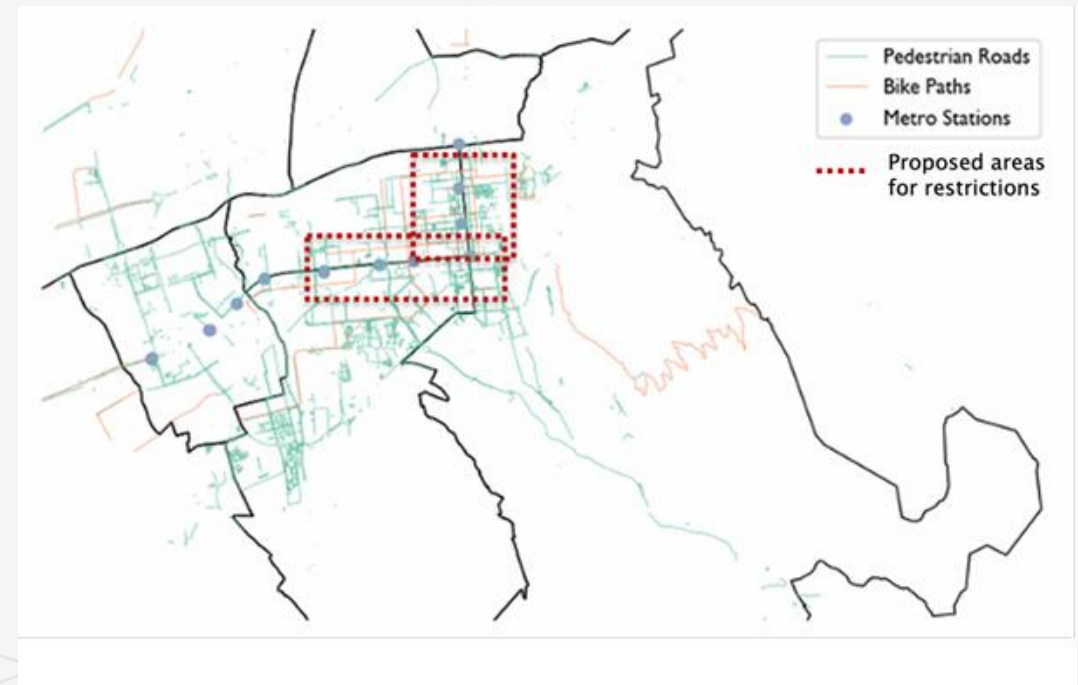 Pedestrian Roads
Bike Paths
Metro Stations
Proposed areas
for restrictions